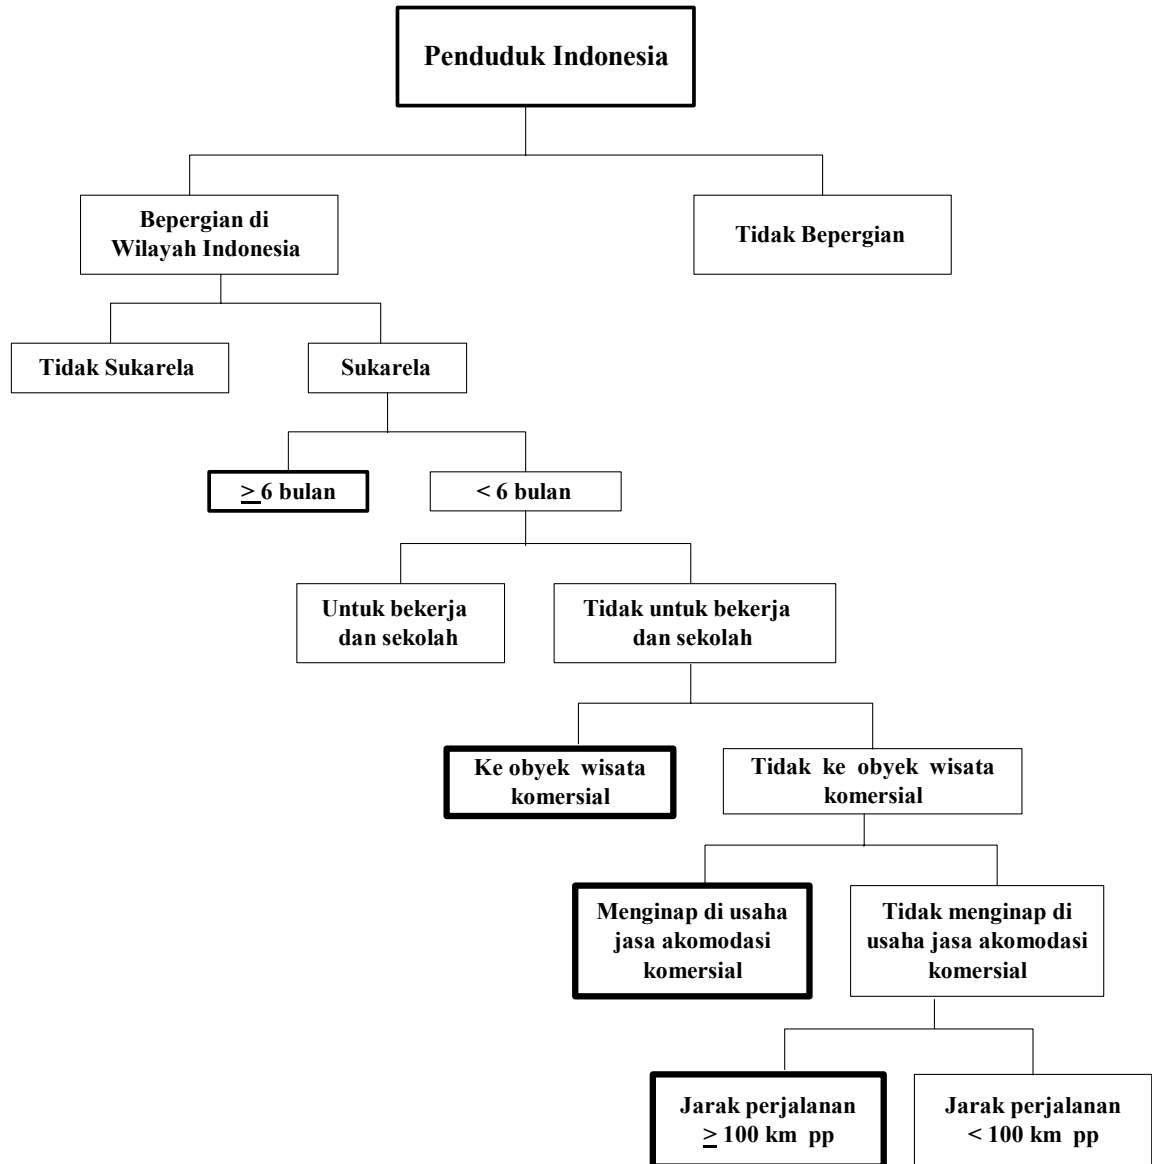 Penduduk Indonesia
Bepergian di
Wilayah Indonesia
Tidak Bepergian
Tidak Sukarela
Sukarela
≥ 6 bulan
< 6 bulan
Untuk bekerja
dan sekolah
Tidak untuk bekerja
dan sekolah
Ke obyek wisata
komersial
Tidak ke obyek wisata
komersial
Menginap di usaha
jasa akomodasi
komersial
Tidak menginap di
usaha jasa akomodasi
komersial
Jarak perjalanan
≥ 100 km pp
Jarak perjalanan
< 100 km pp